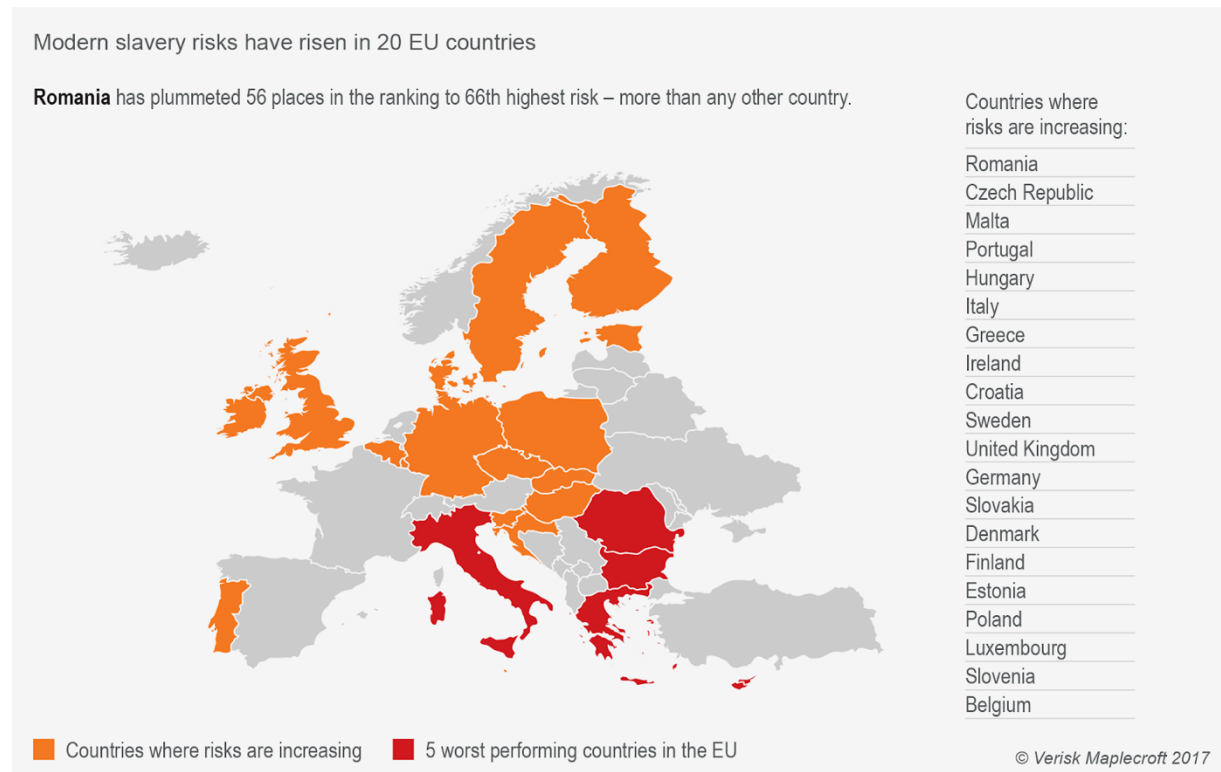 Modern slavery risks have risen in 20 EU countries
Romania has plummeted 56 places in the ranking to 66th highest risk – more than any other country.
Countries where
risks are increasing:
Romania
Czech Republic
Malta
Portugal
Hungary
Italy
Greece
Ireland
Croatia
Sweden
United Kingdom
Germany
Slovakia
Denmark
Finland
Estonia
Poland
Luxembourg
Slovenia
Belgium
Countries where risks are increasing
5 worst performing countries in the EU
© Verisk Maplecroft 2017